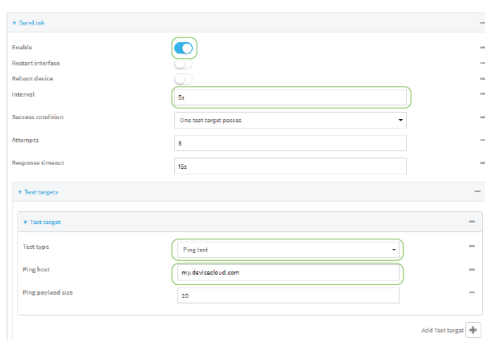 SureLink
Enable
Restart interface
Reboot device
Interval
5s
Success condition
One test target passes
Attempts
3
Response timeout
15s
Test targets
Test target
Test type
Ping test
Ping host
my.devicecloud.com
Ping payload size
20
Add Test target